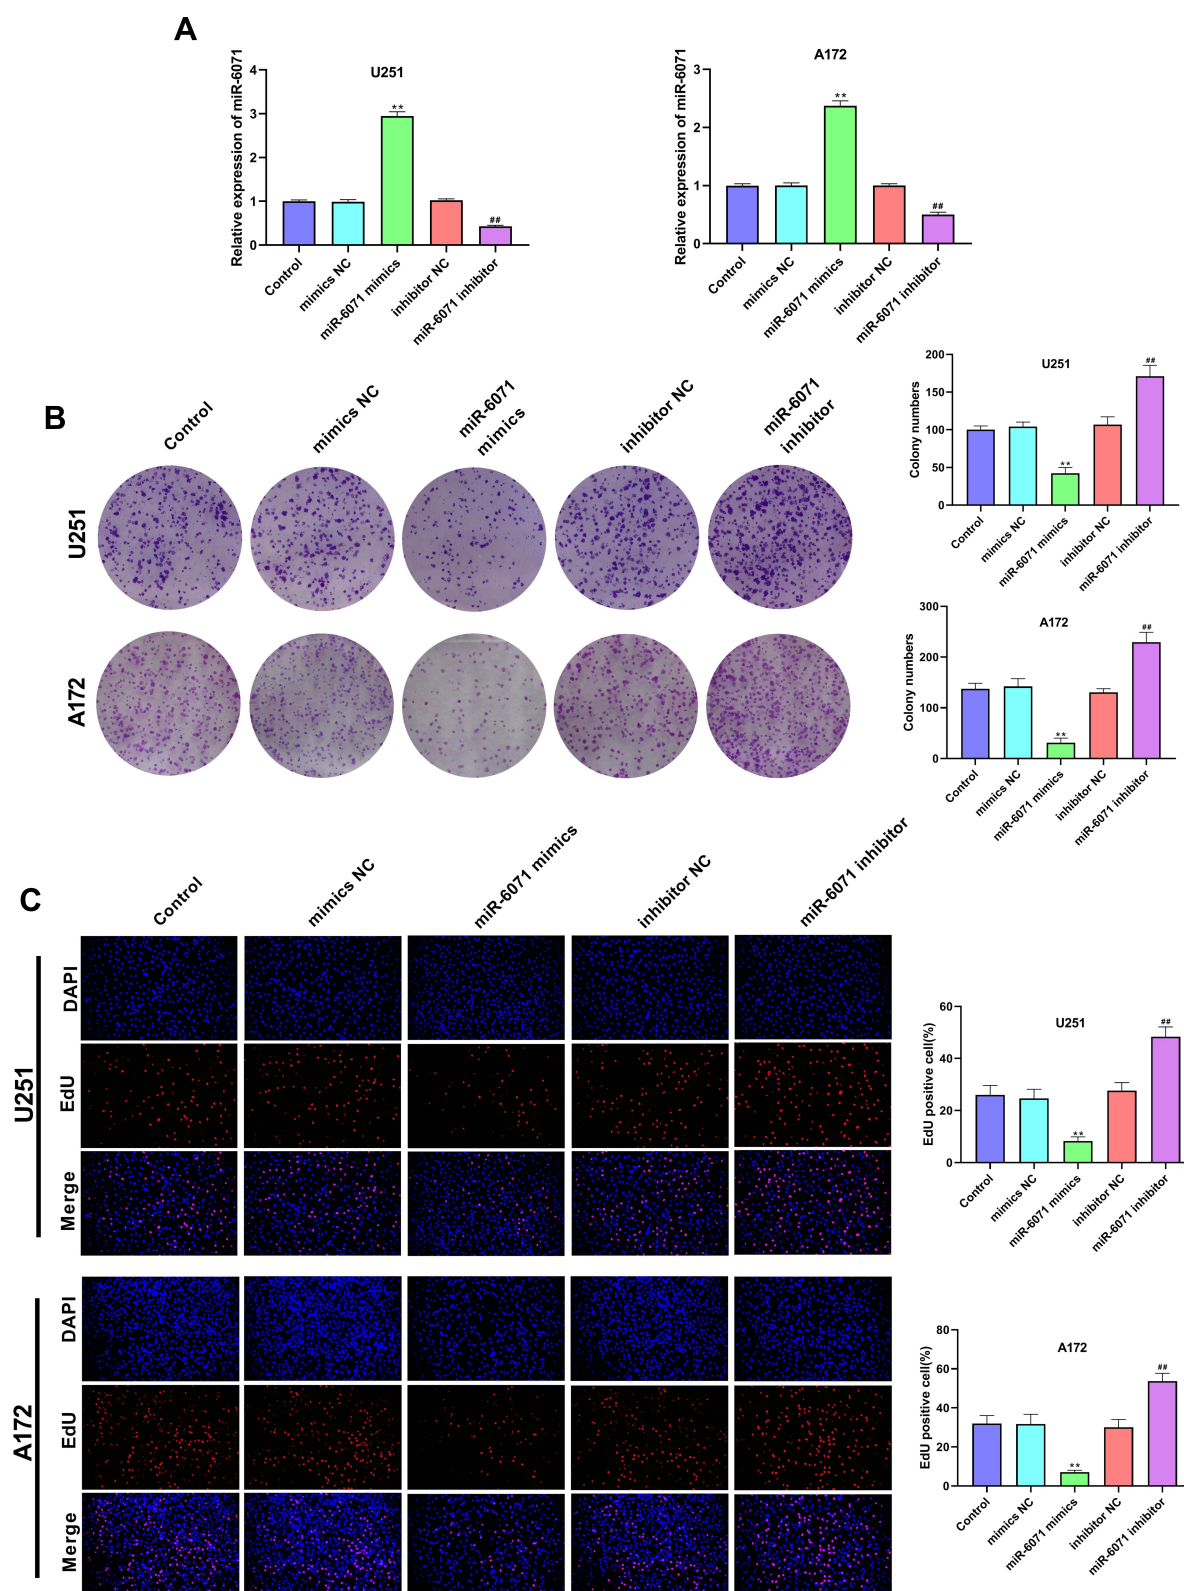 A
U251
Relative expression of miR-6071
4
3
2
1
0
**
##
Control
mimics NC
miR-6071 mimics
inhibitor NC
miR-6071 inhibitor
A172
Relative expression of miR-6071
3
2
1
0
**
##
Control
mimics NC
miR-6071 mimics
inhibitor NC
miR-6071 inhibitor
B
Control
mimics NC
miR-6071
mimics
inhibitor NC
miR-6071
inhibitor
U251
A172
U251
Colony numbers
200
150
100
50
0
**
##
Control
mimics NC
miR-6071 mimics
inhibitor NC
miR-6071 inhibitor
A172
Colony numbers
300
200
100
0
**
##
Control
mimics NC
miR-6071 mimics
inhibitor NC
miR-6071 inhibitor
C
Control
mimics NC
miR-6071 mimics
inhibitor NC
miR-6071 inhibitor
U251
DAPI
EdU
Merge
A172
DAPI
EdU
Merge
U251
EdU positive cell(%)
60
40
20
0
**
##
Control
mimics NC
miR-6071 mimics
inhibitor NC
miR-6071 inhibitor
A172
EdU positive cell(%)
80
60
40
20
0
**
##
Control
mimics NC
miR-6071 mimics
inhibitor NC
miR-6071 inhibitor